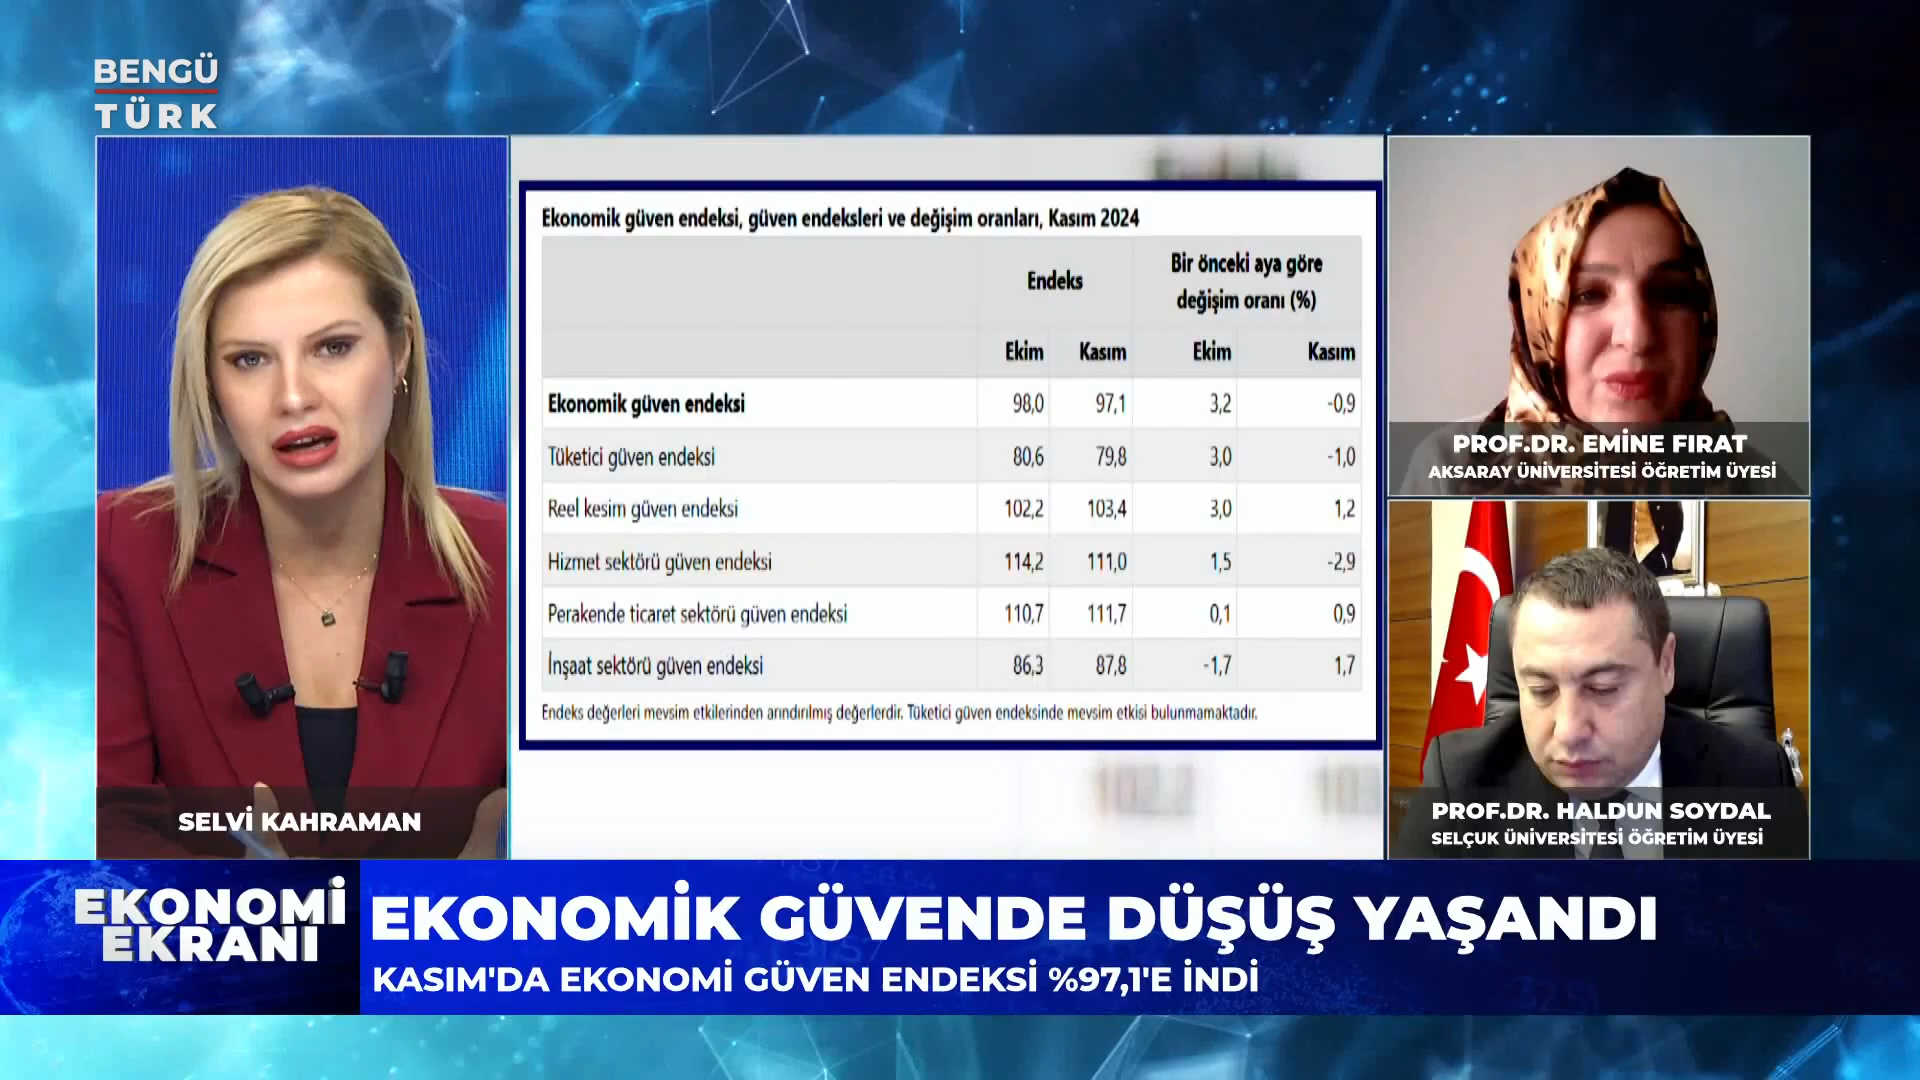 BENGÜ
TÜRK
Ekonomik güven endeksi, güven endeksleri ve değişim oranları, Kasım 2024
Endeks
Bir önceki aya göre
değişim oranı (%)
Ekim Kasım Ekim Kasım
Ekonomik güven endeksi 98,0 97,1 3,2 -0,9
Tüketici güven endeksi 80,6 79,8 3,0 -1,0
Reel kesim güven endeksi 102,2 103,4 3,0 1,2
Hizmet sektörü güven endeksi 114,2 111,0 1,5 -2,9
Perakende ticaret sektörü güven endeksi 110,7 111,7 0,1 0,9
İnşaat sektörü güven endeksi 86,3 87,8 -1,7 1,7
Endeks değerleri mevsim etkilerinden arındırılmış değerlerdir. Tüketici güven endeksinde mevsim etkisi bulunmamaktadır.
PROF.DR. EMİNE FIRAT
AKSARAY ÜNİVERSİTESİ ÖĞRETİM ÜYESİ
SELVİ KAHRAMAN
PROF.DR. HALDUN SOYDAL
SELÇUK ÜNİVERSİTESİ ÖĞRETİM ÜYESİ
EKONOMİ
EKRANI
EKONOMİK GÜVENDE DÜŞÜŞ YAŞANDI
KASIM'DA EKONOMİ GÜVEN ENDEKSİ %97,1'E İNDİ